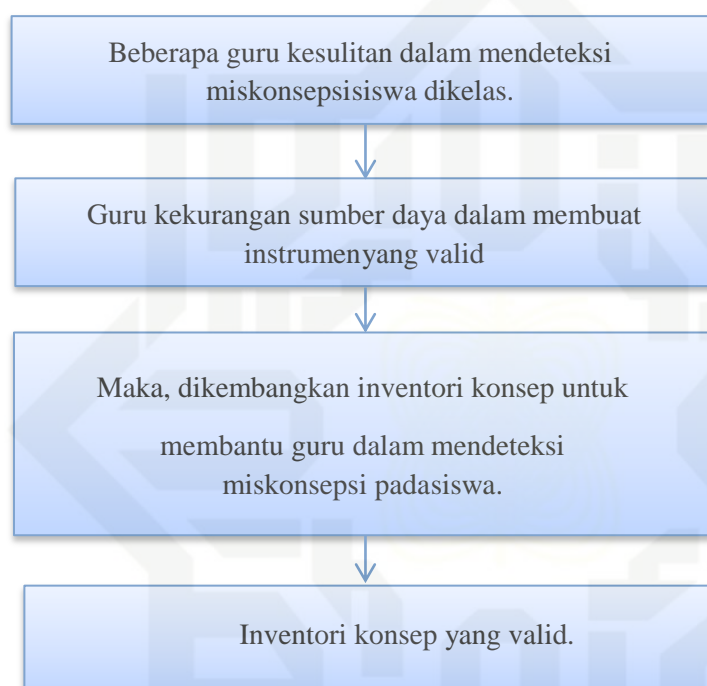 Beberapa guru kesulitan dalam mendeteksi
miskonsepsisiswa dikelas.
Guru kekurangan sumber daya dalam membuat
instrumenyang valid
Maka, dikembangkan inventori konsep untuk
membantu guru dalam mendeteksi
miskonsepsi padasiswa.
Inventori konsep yang valid.